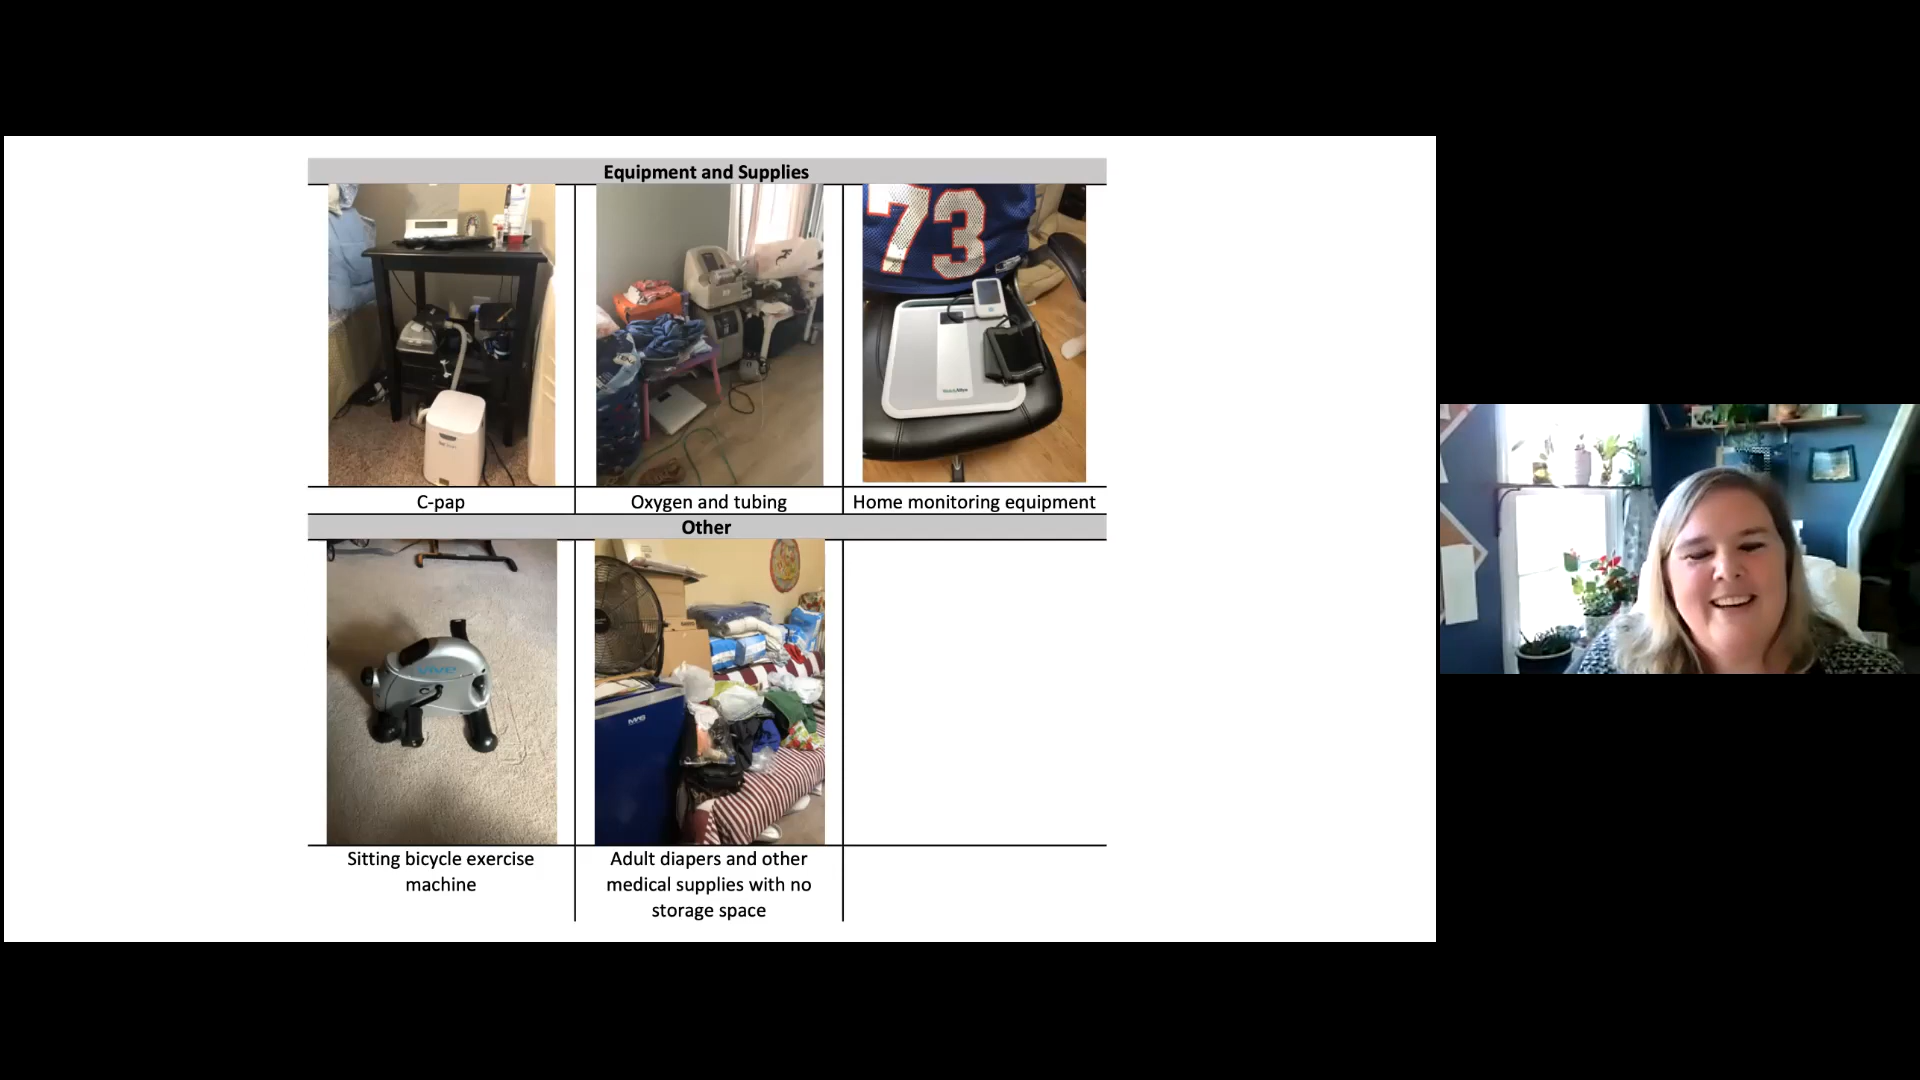 Equipment and Supplies
73
C-pap
Oxygen and tubing
Home monitoring equipment
Other
vive
Sitting bicycle exercise
machine
Adult diapers and other
medical supplies with no
storage space